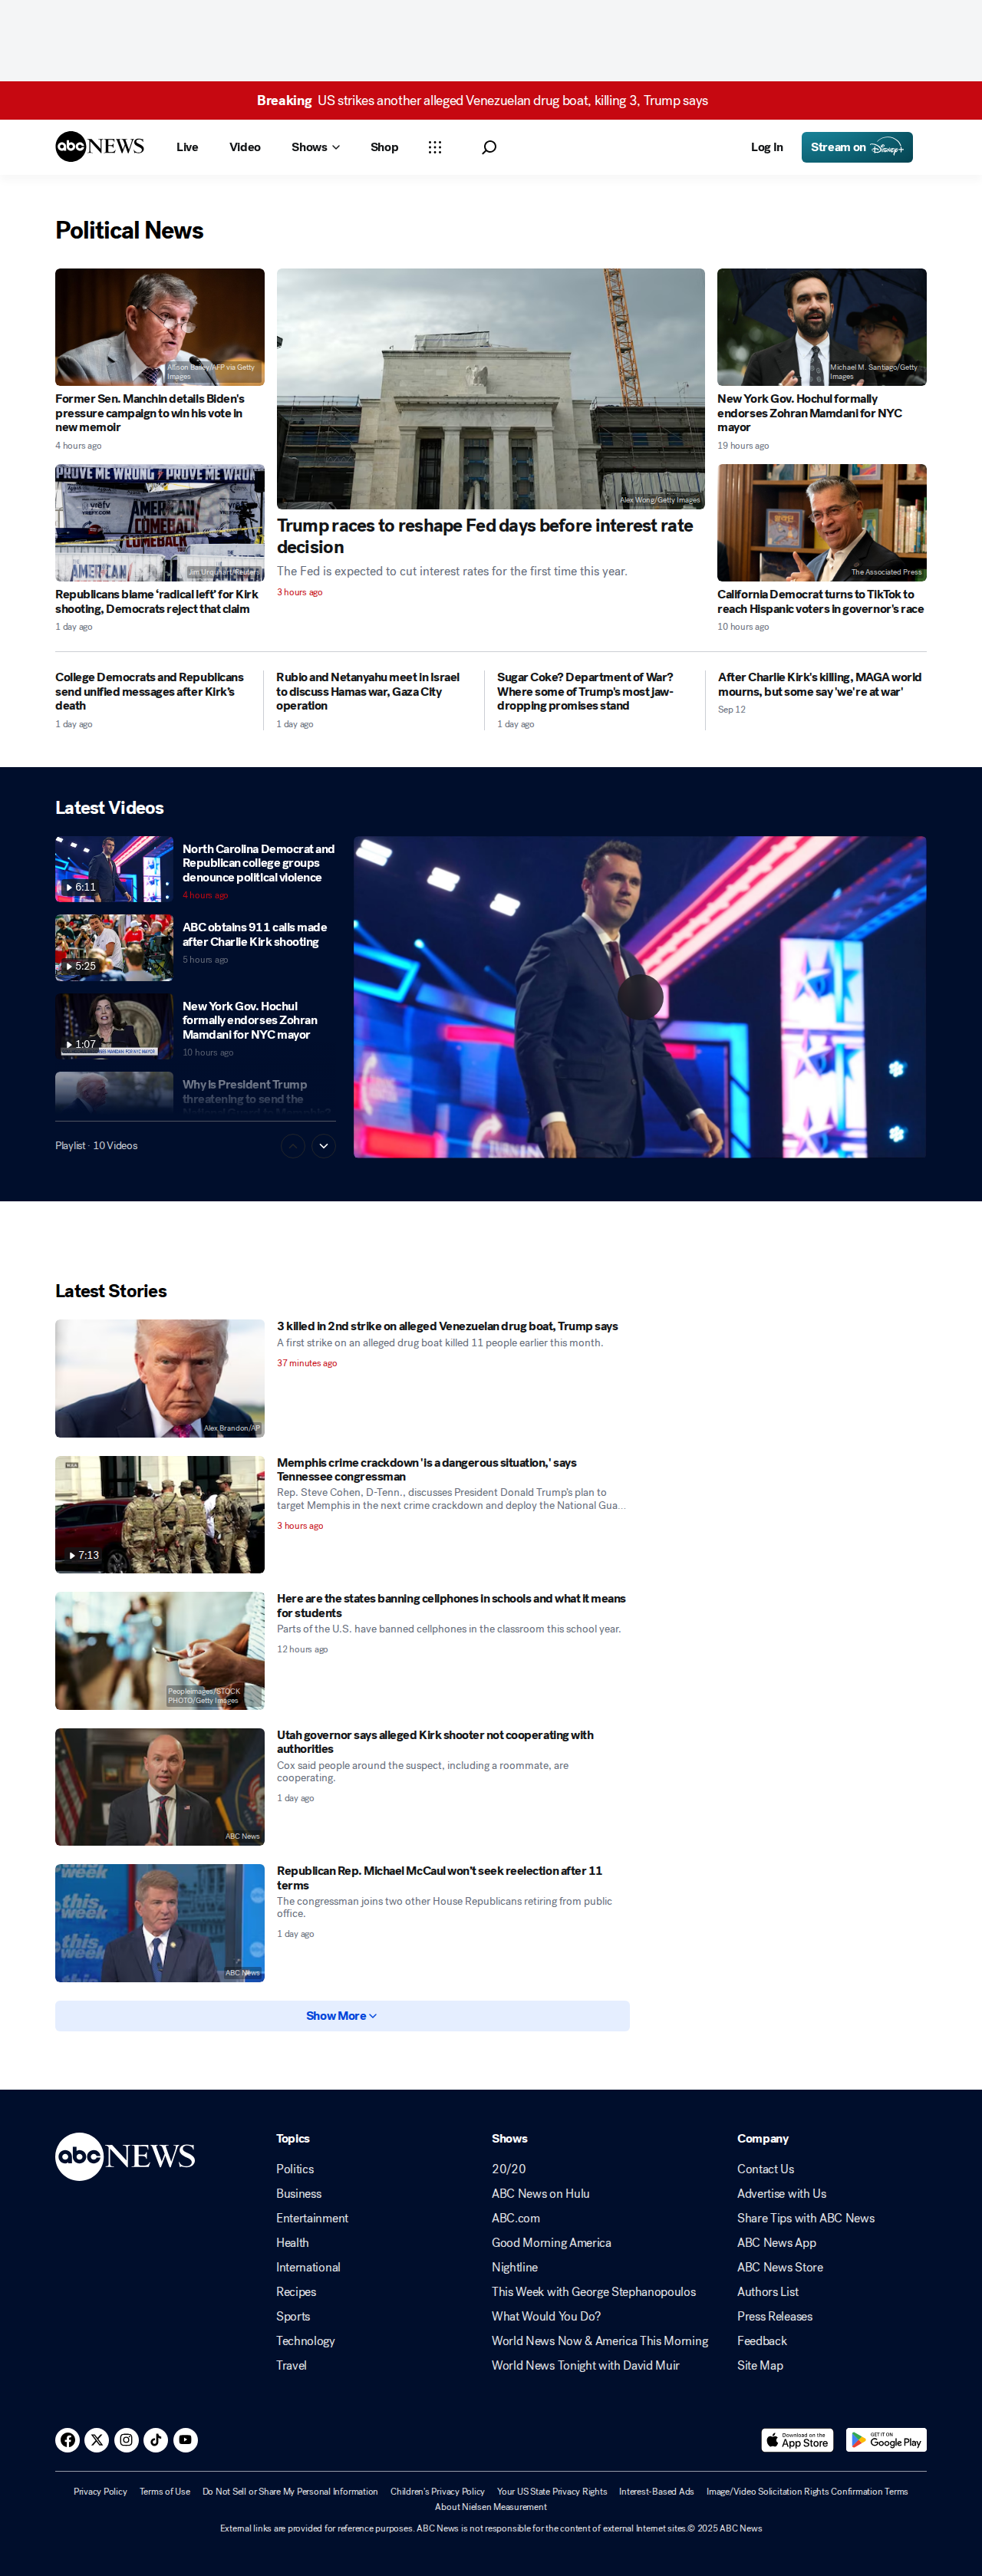 Breaking US strikes another alleged Venezuelan drug boat, killing 3, Trump says
abc NEWS
Live
Video
Shows
Shop
Log In
Stream on Disney+
Political News
Alison Bailey/AFP via Getty
Images
Former Sen. Manchin details Biden's
pressure campaign to win his vote in
new memoir
4 hours ago
PROVE ME WRONG PROVE ME WRON
AMERICAN
COMEBACK
AMERICAN
Republicans blame ‘radical left’ for Kirk
shooting, Democrats reject that claim
1 day ago
Alex Wong/Getty Images
Trump races to reshape Fed days before interest rate
decision
The Fed is expected to cut interest rates for the first time this year.
3 hours ago
Michael M. Santiago/Getty
Images
New York Gov. Hochul formally
endorses Zohran Mamdani for NYC
mayor
19 hours ago
The Associated Press
California Democrat turns to TikTok to
reach Hispanic voters in governor's race
10 hours ago
College Democrats and Republicans
send unified messages after Kirk's
death
1 day ago
Rubio and Netanyahu meet in Israel
to discuss Hamas war, Gaza City
operation
1 day ago
Sugar Coke? Department of War?
Where some of Trump's most jaw-
dropping promises stand
1 day ago
After Charlie Kirk's killing, MAGA world
mourns, but some say 'we're at war'
Sep 12
Latest Videos
6:11
North Carolina Democrat and
Republican college groups
denounce political violence
4 hours ago
5:25
ABC obtains 911 calls made
after Charlie Kirk shooting
5 hours ago
1:07
New York Gov. Hochul
formally endorses Zohran
Mamdani for NYC mayor
10 hours ago
Why is President Trump
threatening to send the
National Guard to Memphis?
Playlist · 10 Videos
Latest Stories
Alex Brandon/AP
3 killed in 2nd strike on alleged Venezuelan drug boat, Trump says
A first strike on an alleged drug boat killed 11 people earlier this month.
37 minutes ago
7:13
Memphis crime crackdown 'is a dangerous situation,' says
Tennessee congressman
Rep. Steve Cohen, D-Tenn., discusses President Donald Trump's plan to
target Memphis in the next crime crackdown and deploy the National Gua...
3 hours ago
Peopleimages/STOCK
PHOTO/Getty Images
Here are the states banning cellphones in schools and what it means
for students
Parts of the U.S. have banned cellphones in the classroom this school year.
12 hours ago
ABC News
Utah governor says alleged Kirk shooter not cooperating with
authorities
Cox said people around the suspect, including a roommate, are
cooperating.
1 day ago
this week
this
week
ABC News
Republican Rep. Michael McCaul won't seek reelection after 11
terms
The congressman joins two other House Republicans retiring from public
office.
1 day ago
Show More
abc NEWS
Topics
Politics
Business
Entertainment
Health
International
Recipes
Sports
Technology
Travel
Shows
20/20
ABC News on Hulu
ABC.com
Good Morning America
Nightline
This Week with George Stephanopoulos
What Would You Do?
World News Now & America This Morning
World News Tonight with David Muir
Company
Contact Us
Advertise with Us
Share Tips with ABC News
ABC News App
ABC News Store
Authors List
Press Releases
Feedback
Site Map
Download on the
App Store
GET IT ON
Google Play
Privacy Policy Terms of Use Do Not Sell or Share My Personal Information Children's Privacy Policy Your US State Privacy Rights Interest-Based Ads Image/Video Solicitation Rights Confirmation Terms
About Nielsen Measurement
External links are provided for reference purposes. ABC News is not responsible for the content of external Internet sites.© 2025 ABC News